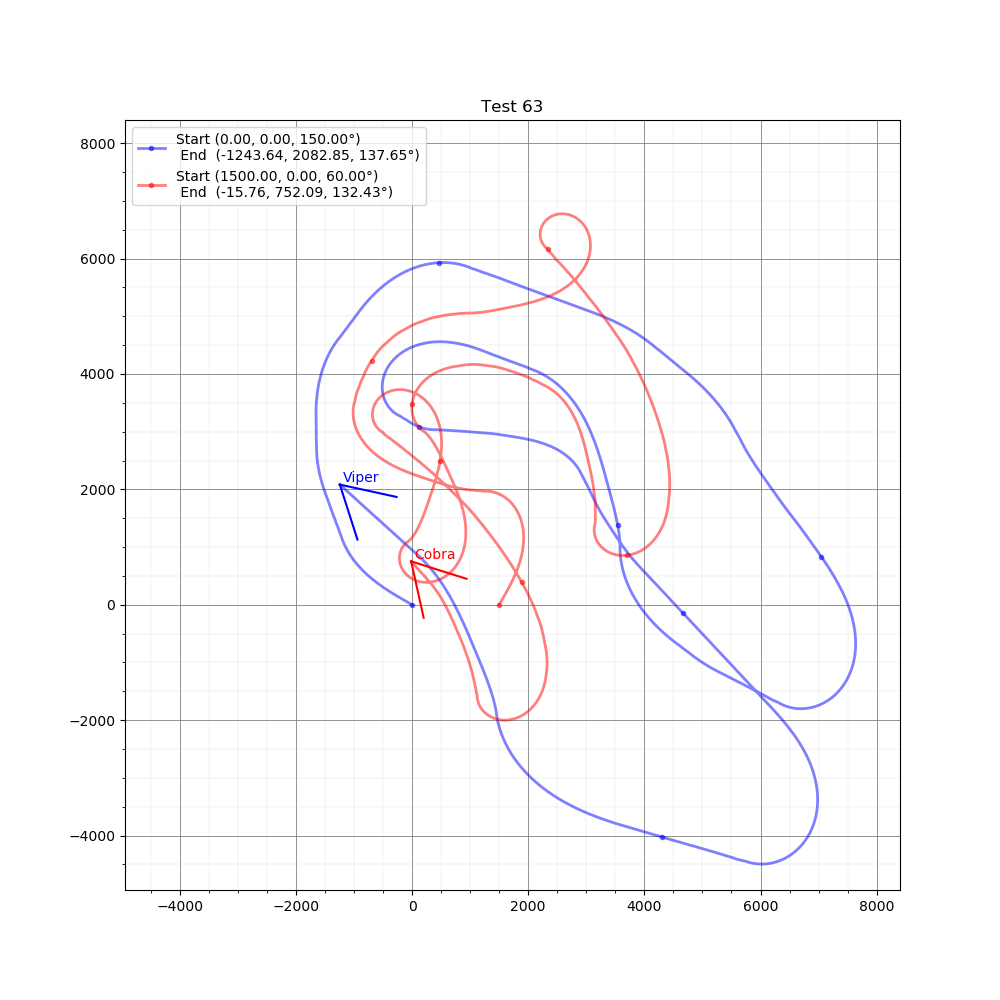 Test 63
Start (0.00, 0.00, 150.00°)
End (-1243.64, 2082.85, 137.65°)
Start (1500.00, 0.00, 60.00°)
End (-15.76, 752.09, 132.43°)
8000
6000
4000
2000
0
−2000
−4000
Viper
Cobra
−4000 −2000 0 2000 4000 6000 8000